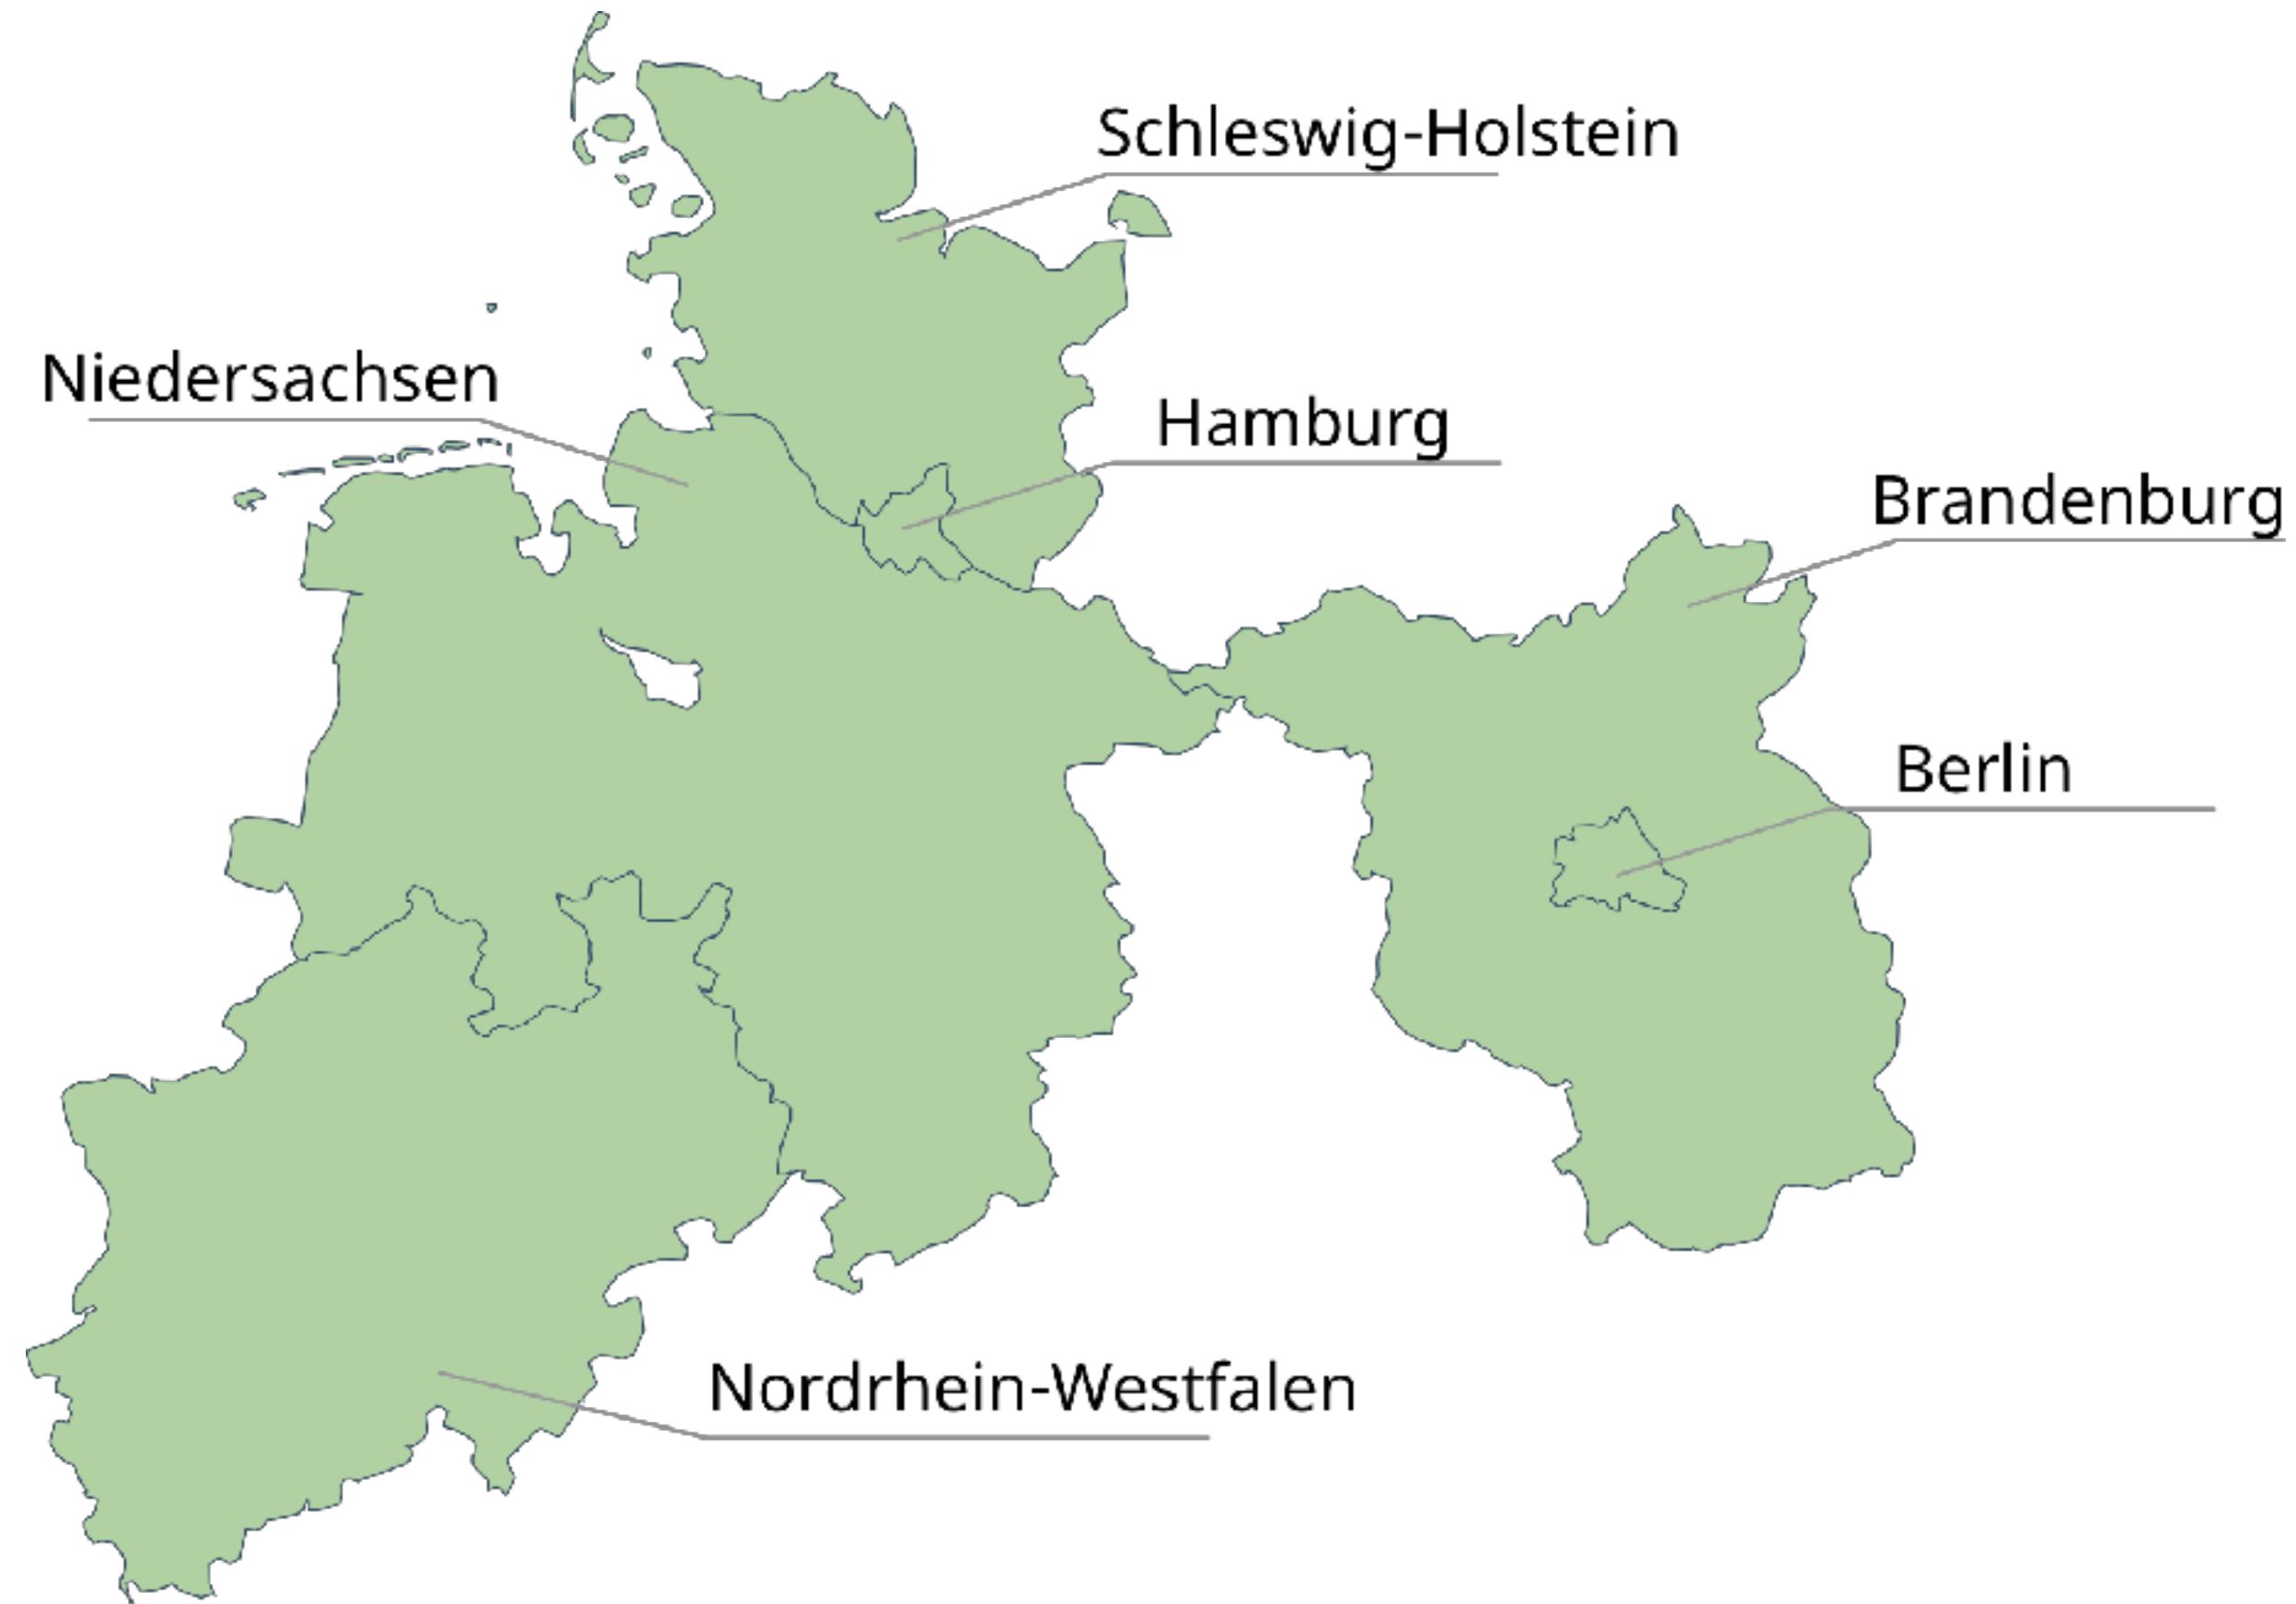 Schleswig-Holstein
Niedersachsen
Hamburg
Brandenburg
Berlin
Nordrhein-Westfalen